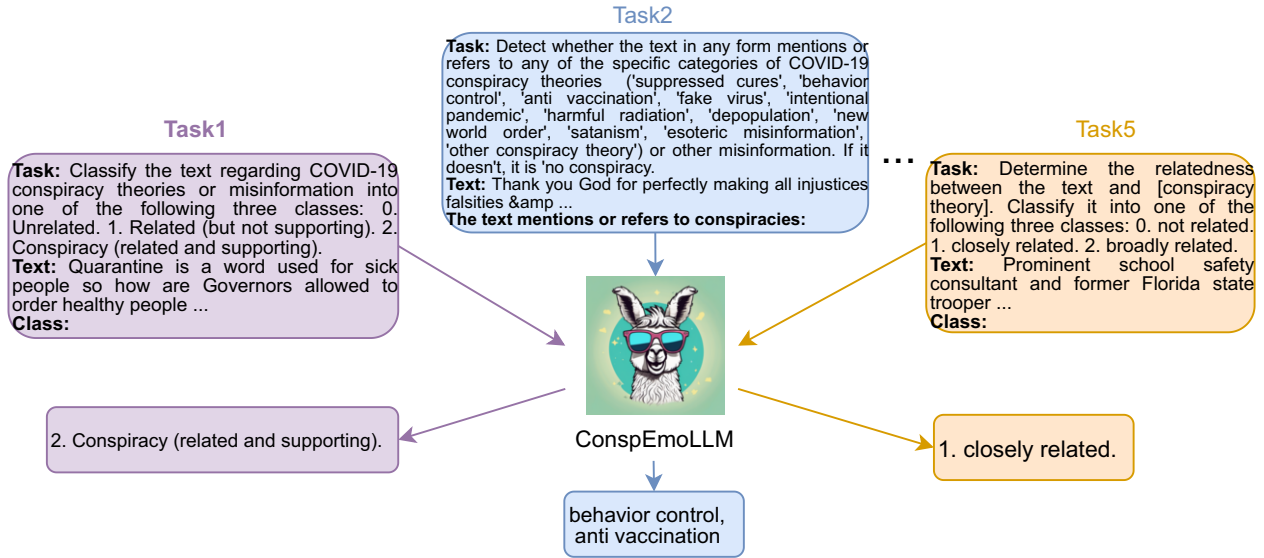 Task1
Task: Classify the text regarding COVID-19
conspiracy theories or misinformation into
one of the following three classes: 0.
Unrelated. 1. Related (but not supporting). 2.
Conspiracy (related and supporting).
Text: Quarantine is a word used for sick
people so how are Governors allowed to
order healthy people ...
Class:
Task2
Task: Detect whether the text in any form mentions or
refers to any of the specific categories of COVID-19
conspiracy theories ('suppressed cures', 'behavior
control', 'anti vaccination', 'fake virus', 'intentional
pandemic', 'harmful radiation', 'depopulation', 'new
world order', 'satanism', 'esoteric misinformation',
'other conspiracy theory') or other misinformation. If it
doesn't, it is 'no conspiracy.
Text: Thank you God for perfectly making all injustices
falsities &amp ...
The text mentions or refers to conspiracies:
...
Task5
Task: Determine the relatedness
between the text and [conspiracy
theory]. Classify it into one of the
following three classes: 0. not related.
1. closely related. 2. broadly related.
Text: Prominent school safety
consultant and former Florida state
trooper ...
Class:
2. Conspiracy (related and supporting).
ConspEmoLLM
1. closely related.
behavior control,
anti vaccination